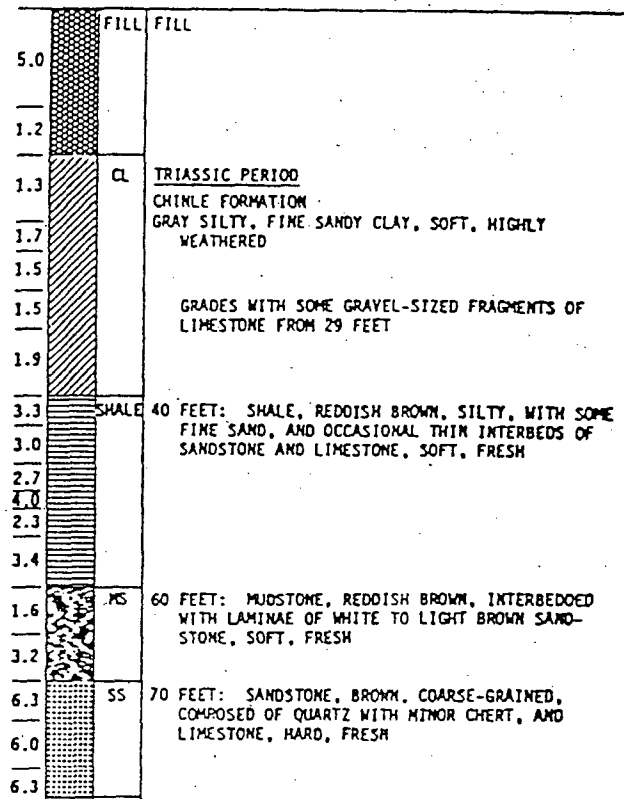 FILL FILL
5.0
1.2
CL TRIASSIC PERIOD
1.3
CHINLE FORMATION
GRAY SILTY, FINE SANDY CLAY, SOFT, HIGHLY
1.7
WEATHERED
1.5
1.5 GRADES WITH SOME GRAVEL-SIZED FRAGMENTS OF
LIMESTONE FROM 29 FEET
1.9
3.3 SHALE 40 FEET: SHALE, REDDISH BROWN, SILTY, WITH SOME
FINE SAND, AND OCCASIONAL THIN INTERBEDS OF
3.0
SANDSTONE AND LIMESTONE, SOFT, FRESH
2.7
4.0
2.3
3.4
MS 60 FEET: MUDSTONE, REDDISH BROWN, INTERBEDDED
1.6
WITH LAMINAE OF WHITE TO LIGHT BROWN SAND-
STONE, SOFT, FRESH
3.2
6.3 SS 70 FEET: SANDSTONE, BROWN, COARSE-GRAINED,
COMPOSED OF QUARTZ WITH MINOR CHERT, AND
LIMESTONE, HARD, FRESH
6.0
6.3